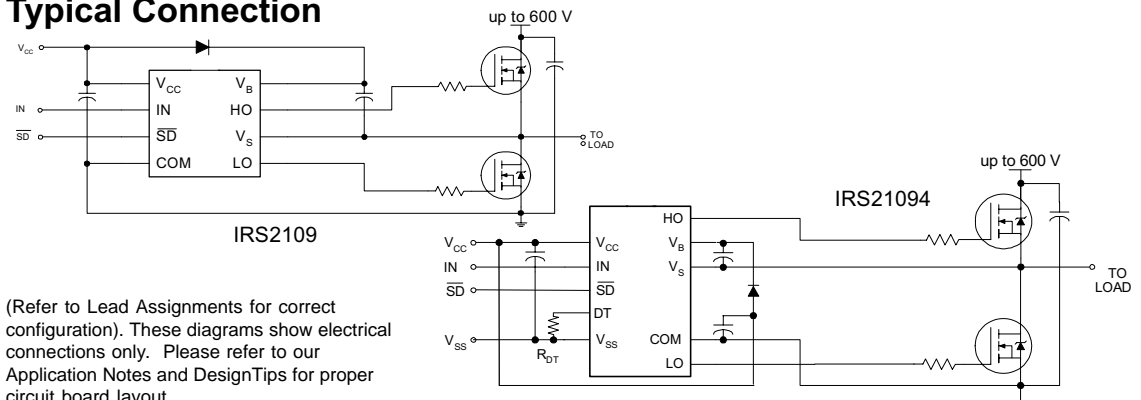 Typical Connection
up to 600 V
VCC
VCC
VB
IN
IN
HO
SD
SD
VS
TO
LOAD
COM
LO
IRS2109
up to 600 V
IRS21094
HO
VCC
VCC
VB
IN
IN
VS
TO
LOAD
SD
SD
DT
VSS
RDT
VSS
COM
LO
(Refer to Lead Assignments for correct
configuration). These diagrams show electrical
connections only. Please refer to our
Application Notes and DesignTips for proper
circuit board layout